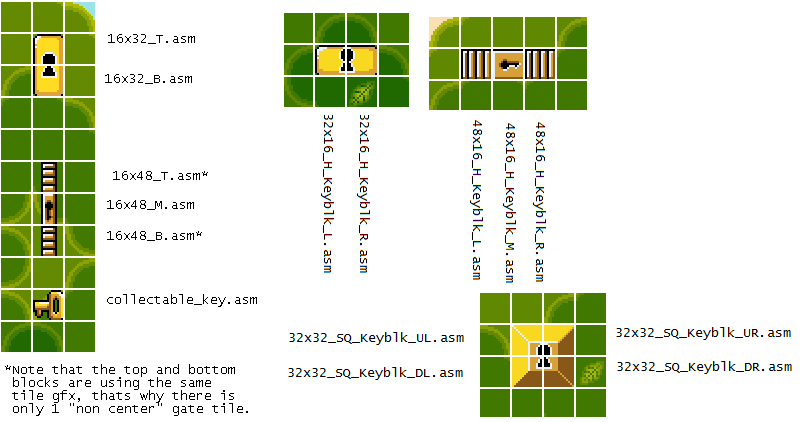 16x32_T.asm
16x32_B.asm
16x48_T.asm*
16x48_M.asm
16x48_B.asm*
collectable_key.asm
*Note that the top and bottom
blocks are using the same
tile gfx, thats why there is
only 1 "non center" gate tile.
32x16_H_Keyblk_L.asm
32x16_H_Keyblk_R.asm
48x16_H_Keyblk_L.asm
48x16_H_Keyblk_M.asm
48x16_H_Keyblk_R.asm
32x32_SQ_Keyblk_UL.asm
32x32_SQ_Keyblk_DL.asm
32x32_SQ_Keyblk_UR.asm
32x32_SQ_Keyblk_DR.asm